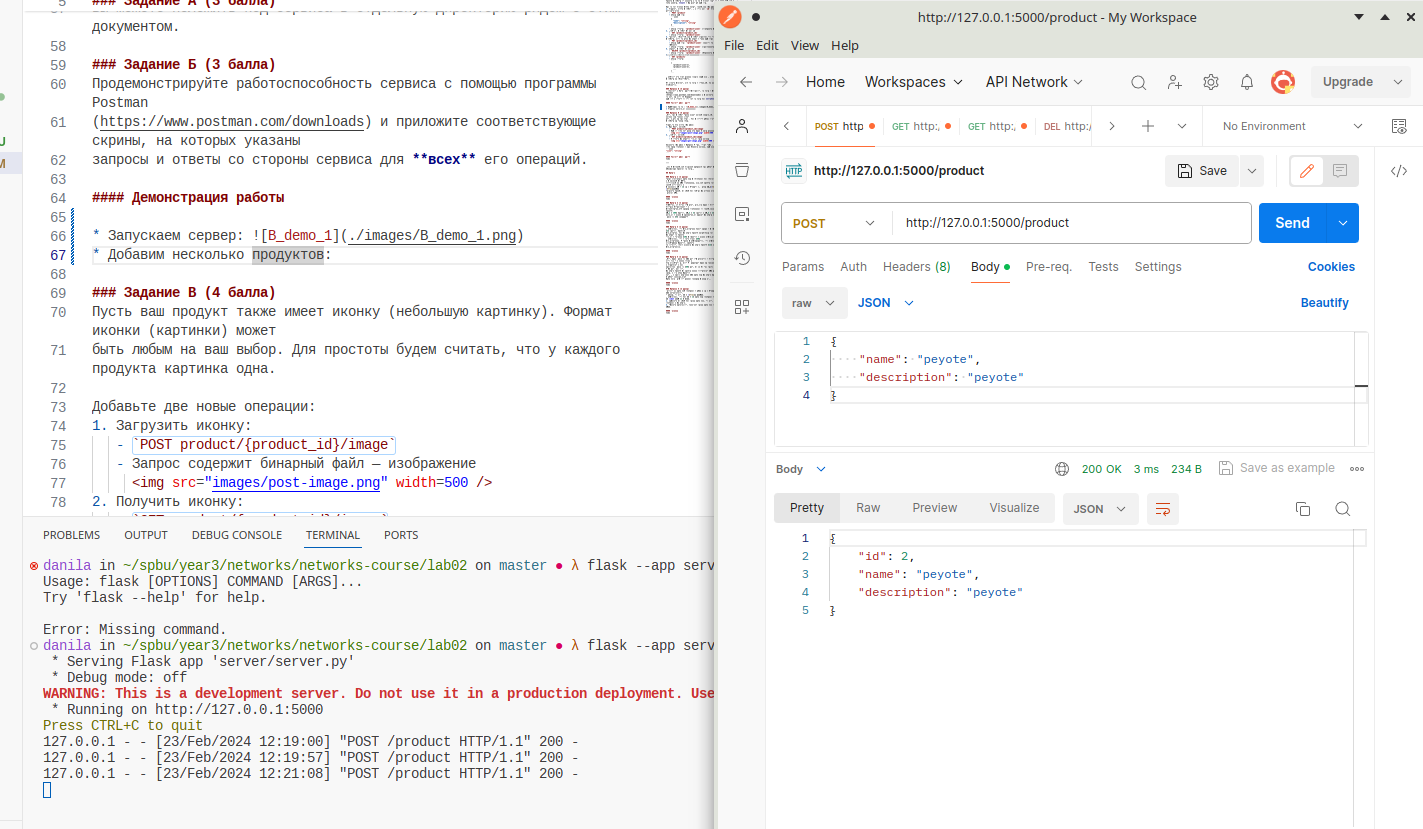 5 ### Задание А (3 балла)
документом.
58
59 ### Задание Б (3 балла)
60 Продемонстрируйте работоспособность сервиса с помощью программы
Postman
61 (https://www.postman.com/downloads) и приложите соответствующие
скрины, на которых указаны
62 запросы и ответы со стороны сервиса для **всех** его операций.
63
64 #### Демонстрация работы
65
66 * Запускаем сервер: ![B_demo_1](./images/B_demo_1.png)
67 * Добавим несколько продуктов:
68
69 ### Задание В (4 балла)
70 Пусть ваш продукт также имеет иконку (небольшую картинку). Формат
иконки (картинки) может
71 быть любым на ваш выбор. Для простоты будем считать, что у каждого
продукта картинка одна.
72
73 Добавьте две новые операции:
74 1. Загрузить иконку:
75 - `POST product/{product_id}/image`
76 - Запрос содержит бинарный файл — изображение
77 <img src="images/post-image.png" width=500 />
78 2. Получить иконку:
U
M
PROBLEMS OUTPUT DEBUG CONSOLE TERMINAL PORTS
danila in ~/spbu/year3/networks/networks-course/lab02 on master ● λ flask --app serv
Usage: flask [OPTIONS] COMMAND [ARGS]...
Try 'flask --help' for help.
Error: Missing command.
danila in ~/spbu/year3/networks/networks-course/lab02 on master ● λ flask --app serv
* Serving Flask app 'server/server.py'
* Debug mode: off
WARNING: This is a development server. Do not use it in a production deployment. Use
* Running on http://127.0.0.1:5000
Press CTRL+C to quit
127.0.0.1 - - [23/Feb/2024 12:19:00] "POST /product HTTP/1.1" 200 -
127.0.0.1 - - [23/Feb/2024 12:19:57] "POST /product HTTP/1.1" 200 -
127.0.0.1 - - [23/Feb/2024 12:21:08] "POST /product HTTP/1.1" 200 -
http://127.0.0.1:5000/product - My Workspace
File Edit View Help
Home Workspaces API Network Upgrade
POST http GET http: GET http: DEL http:/ No Environment
HTTP http://127.0.0.1:5000/product Save
POST http://127.0.0.1:5000/product Send
Params Auth Headers (8) Body Pre-req. Tests Settings Cookies
raw JSON Beautify
1 {
2 "name": "peyote",
3 "description": "peyote"
4 }
Body 200 OK 3 ms 234 B Save as example
Pretty Raw Preview Visualize JSON
1 {
2 "id": 2,
3 "name": "peyote",
4 "description": "peyote"
5 }